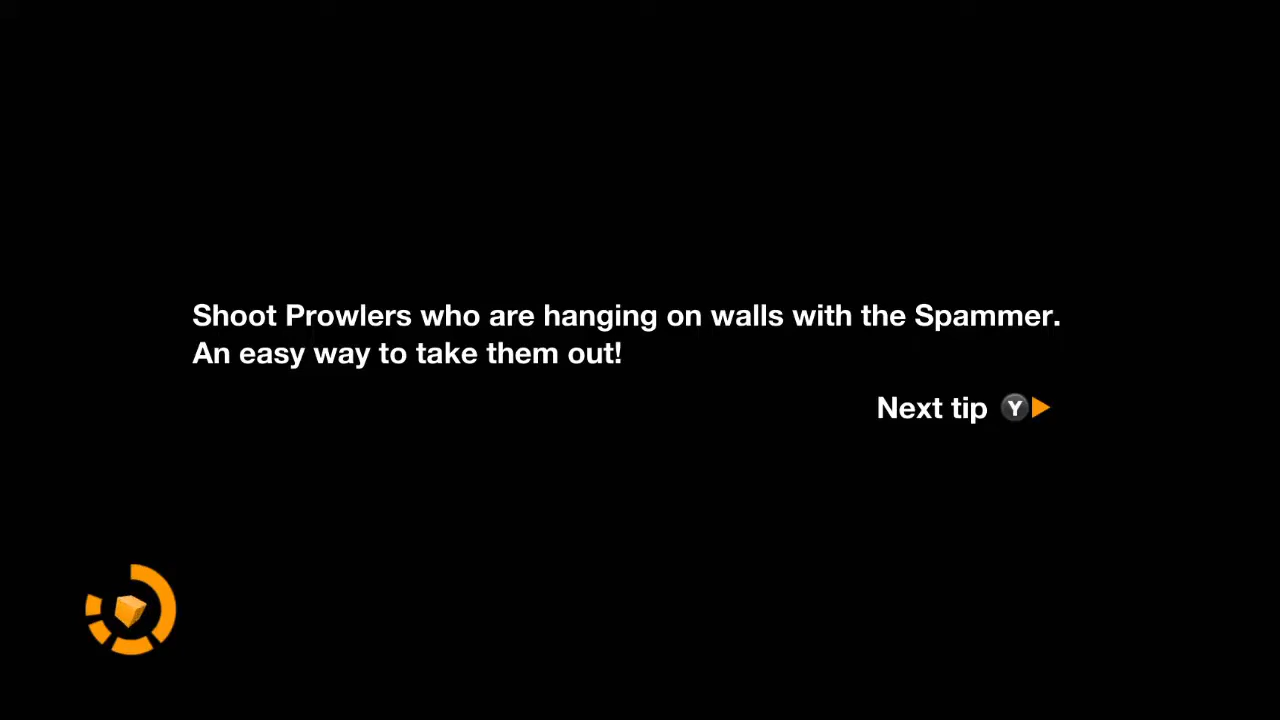 Shoot Prowlers who are hanging on walls with the Spammer.
An easy way to take them out!
Next tip Y